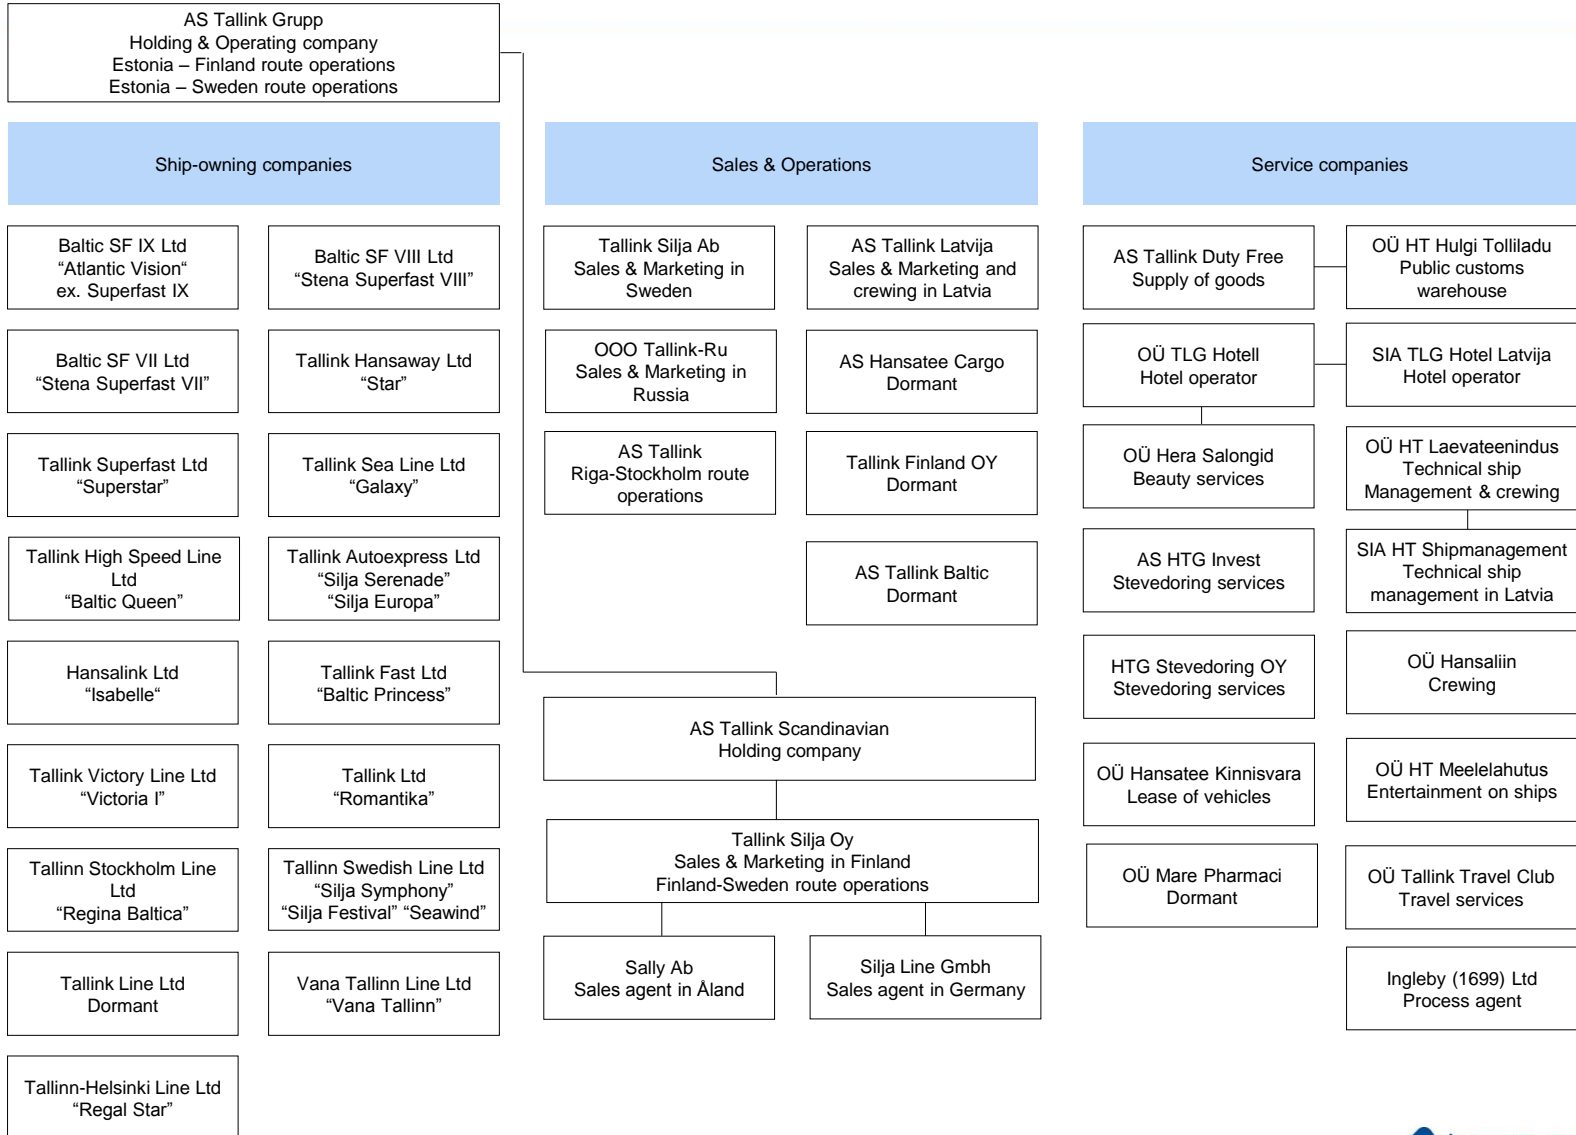 AS Tallink Grupp
Holding & Operating company
Estonia – Finland route operations
Estonia – Sweden route operations
Ship-owning companies
Baltic SF IX Ltd
“Atlantic Vision“
ex. Superfast IX
Baltic SF VIII Ltd
“Stena Superfast VIII”
Baltic SF VII Ltd
“Stena Superfast VII”
Tallink Hansaway Ltd
“Star”
Tallink Superfast Ltd
“Superstar”
Tallink Sea Line Ltd
“Galaxy”
Tallink High Speed Line
Ltd
“Baltic Queen”
Tallink Autoexpress Ltd
“Silja Serenade”
“Silja Europa”
Hansalink Ltd
“Isabelle“
Tallink Fast Ltd
“Baltic Princess”
Tallink Victory Line Ltd
“Victoria I”
Tallink Ltd
“Romantika”
Tallinn Stockholm Line
Ltd
“Regina Baltica”
Tallinn Swedish Line Ltd
“Silja Symphony”
“Silja Festival” “Seawind”
Tallink Line Ltd
Dormant
Vana Tallinn Line Ltd
“Vana Tallinn”
Tallinn-Helsinki Line Ltd
“Regal Star”
Sales & Operations
Tallink Silja Ab
Sales & Marketing in
Sweden
AS Tallink Latvija
Sales & Marketing and
crewing in Latvia
OOO Tallink-Ru
Sales & Marketing in
Russia
AS Hansatee Cargo
Dormant
AS Tallink
Riga-Stockholm route
operations
Tallink Finland OY
Dormant
AS Tallink Baltic
Dormant
AS Tallink Scandinavian
Holding company
Tallink Silja Oy
Sales & Marketing in Finland
Finland-Sweden route operations
Sally Ab
Sales agent in Åland
Silja Line Gmbh
Sales agent in Germany
Service companies
AS Tallink Duty Free
Supply of goods
OÜ HT Hulgi Tolliladu
Public customs
warehouse
OÜ TLG Hotell
Hotel operator
SIA TLG Hotel Latvija
Hotel operator
OÜ Hera Salongid
Beauty services
OÜ HT Laevateenindus
Technical ship
Management & crewing
AS HTG Invest
Stevedoring services
SIA HT Shipmanagement
Technical ship
management in Latvia
HTG Stevedoring OY
Stevedoring services
OÜ Hansaliin
Crewing
OÜ Hansatee Kinnisvara
Lease of vehicles
OÜ HT Meelelahutus
Entertainment on ships
OÜ Mare Pharmaci
Dormant
OÜ Tallink Travel Club
Travel services
Ingleby (1699) Ltd
Process agent